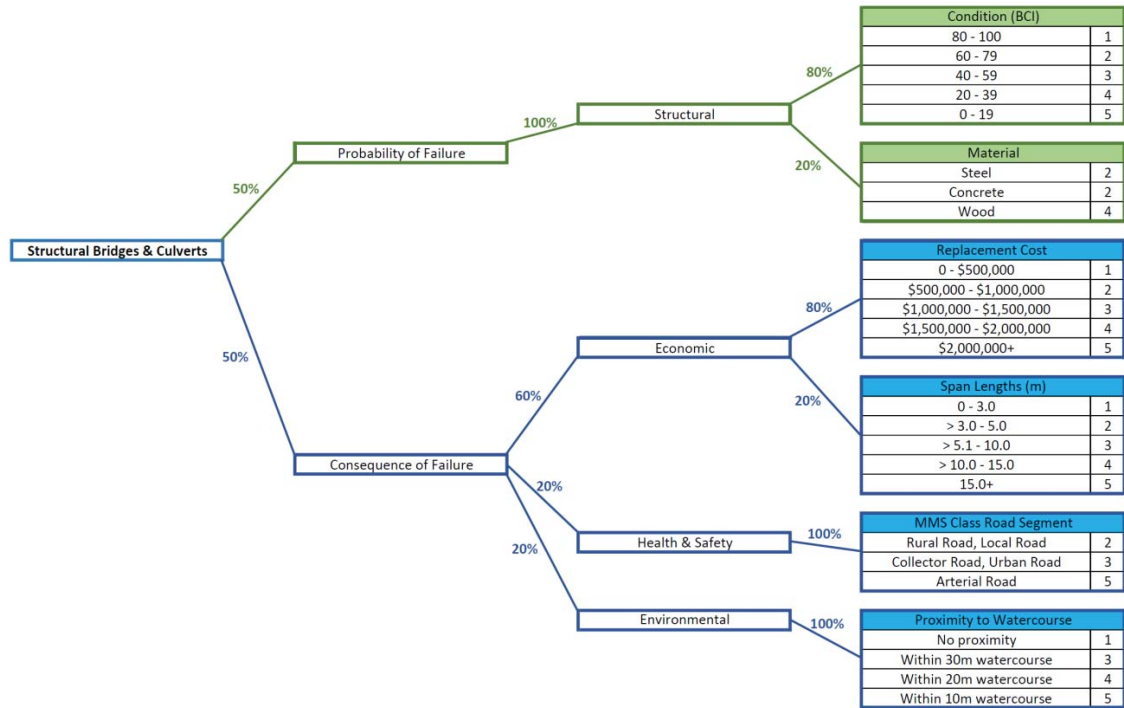 Condition (BCI)
80 - 100 1
60 - 79 2
40 - 59 3
20 - 39 4
0 - 19 5
80%
Structural
100%
Probability of Failure
20%
Material
Steel 2
Concrete 2
Wood 4
50%
Structural Bridges & Culverts
50%
Replacement Cost
0 - $500,000 1
$500,000 - $1,000,000 2
$1,000,000 - $1,500,000 3
$1,500,000 - $2,000,000 4
$2,000,000+ 5
80%
Economic
60%
20%
Span Lengths (m)
0 - 3.0 1
> 3.0 - 5.0 2
> 5.1 - 10.0 3
> 10.0 - 15.0 4
15.0+ 5
Consequence of Failure
20%
Health & Safety
100%
MMS Class Road Segment
Rural Road, Local Road 2
Collector Road, Urban Road 3
Arterial Road 5
20%
Environmental
100%
Proximity to Watercourse
No proximity 1
Within 30m watercourse 3
Within 20m watercourse 4
Within 10m watercourse 5